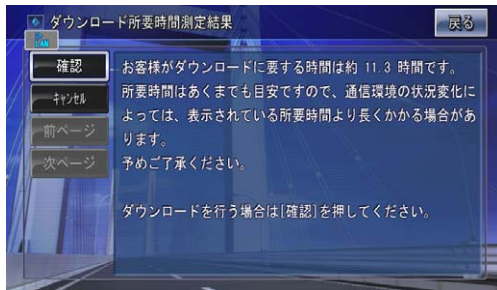 ダウンロード所要時間測定結果
戻る
LAN
確認
キャンセル
前ページ
次ページ
お客様がダウンロードに要する時間は約 11.3 時間です。
所要時間はあくまでも目安ですので、通信環境の状況変化に
よっては、表示されている所要時間より長くかかる場合があ
ります。
予めご了承ください。
ダウンロードを行う場合は[確認]を押してください。